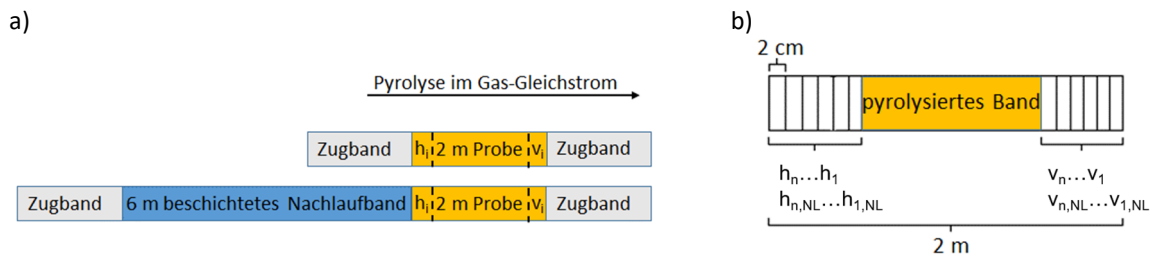 a)
Pyrolyse im Gas-Gleichstrom
Zugband hᵢ 2 m Probe vᵢ Zugband
Zugband 6 m beschichtetes Nachlaufband hᵢ 2 m Probe vᵢ Zugband
b)
2 cm
pyrolysiertes Band
hₙ...h₁ vₙ...v₁
hn,NL...h1,NL vn,NL...v1,NL
2 m